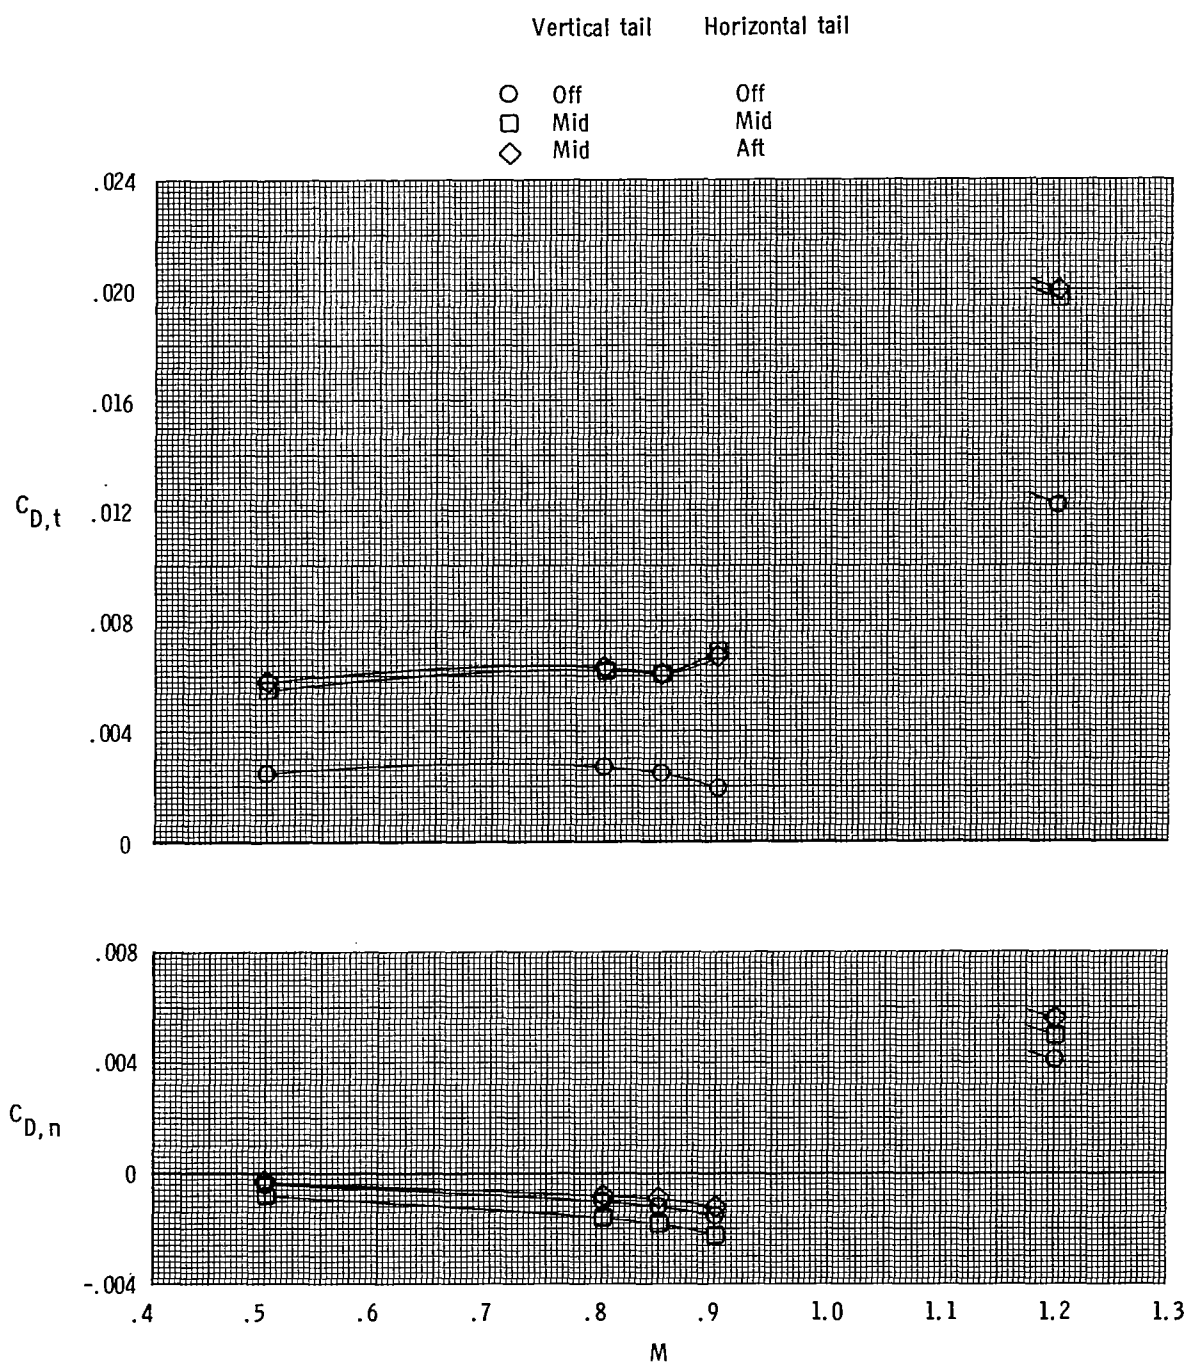 Vertical tail Horizontal tail
Off Off
Mid Mid
Mid Aft
.024
.020
.016
C_D,t .012
.008
.004
0
.008
.004
C_D,n
0
-.004
.4 .5 .6 .7 .8 .9 1.0 1.1 1.2 1.3
M